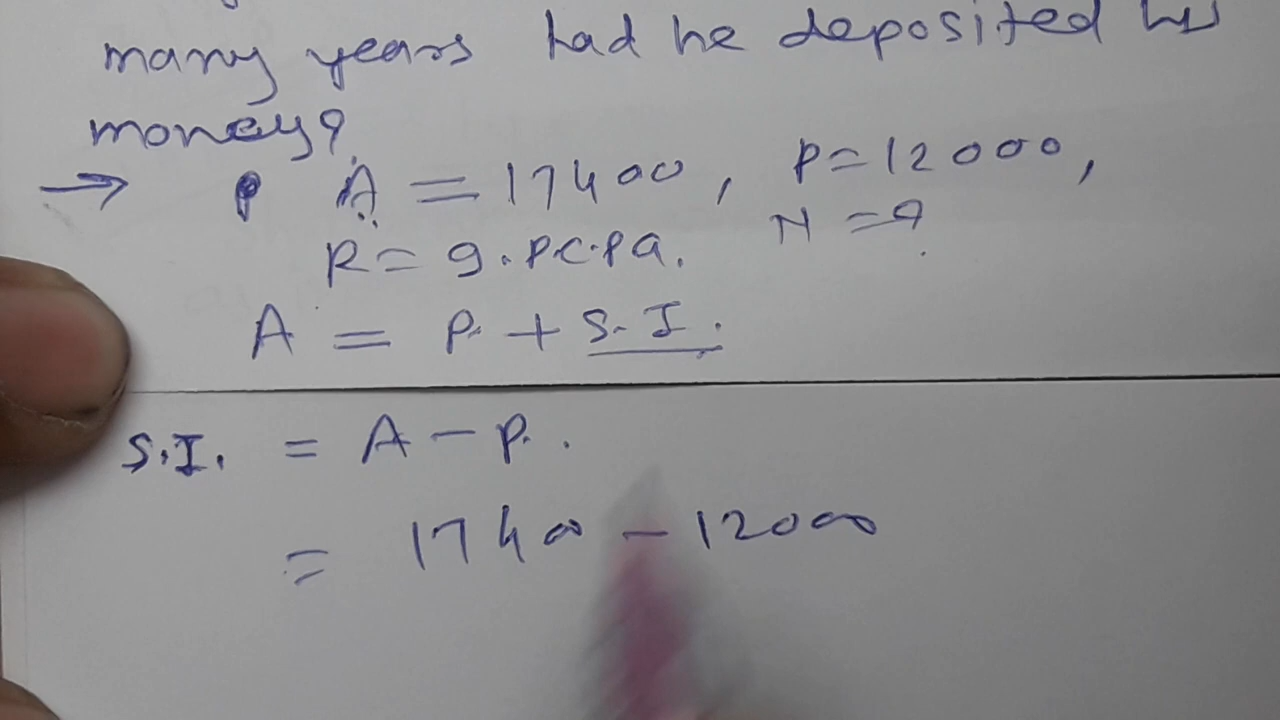 many years had he deposited his
money?
→ A = 17400, P = 12000,
R = 9. P.C.P.A. N = ?
A = P. + S.I.
S.I. = A - P.
= 17400 - 12000